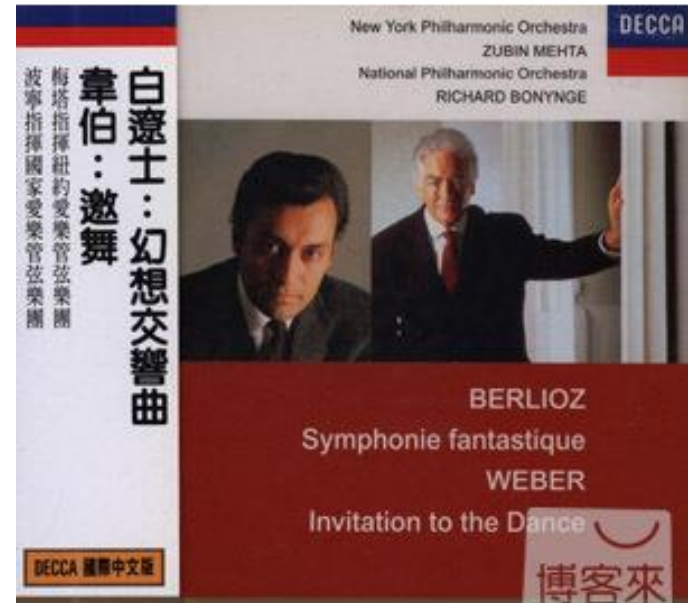 白遼士：幻想交響曲
韋伯：邀舞
梅塔指揮紐約愛樂管弦樂團
波寧指揮國家愛樂管弦樂團
DECCA 國際中文版
New York Philharmonic Orchestra
ZUBIN MEHTA
National Philharmonic Orchestra
RICHARD BONYNGE
DECCA
BERLIOZ
Symphonie fantastique
WEBER
Invitation to the Dance
博客來